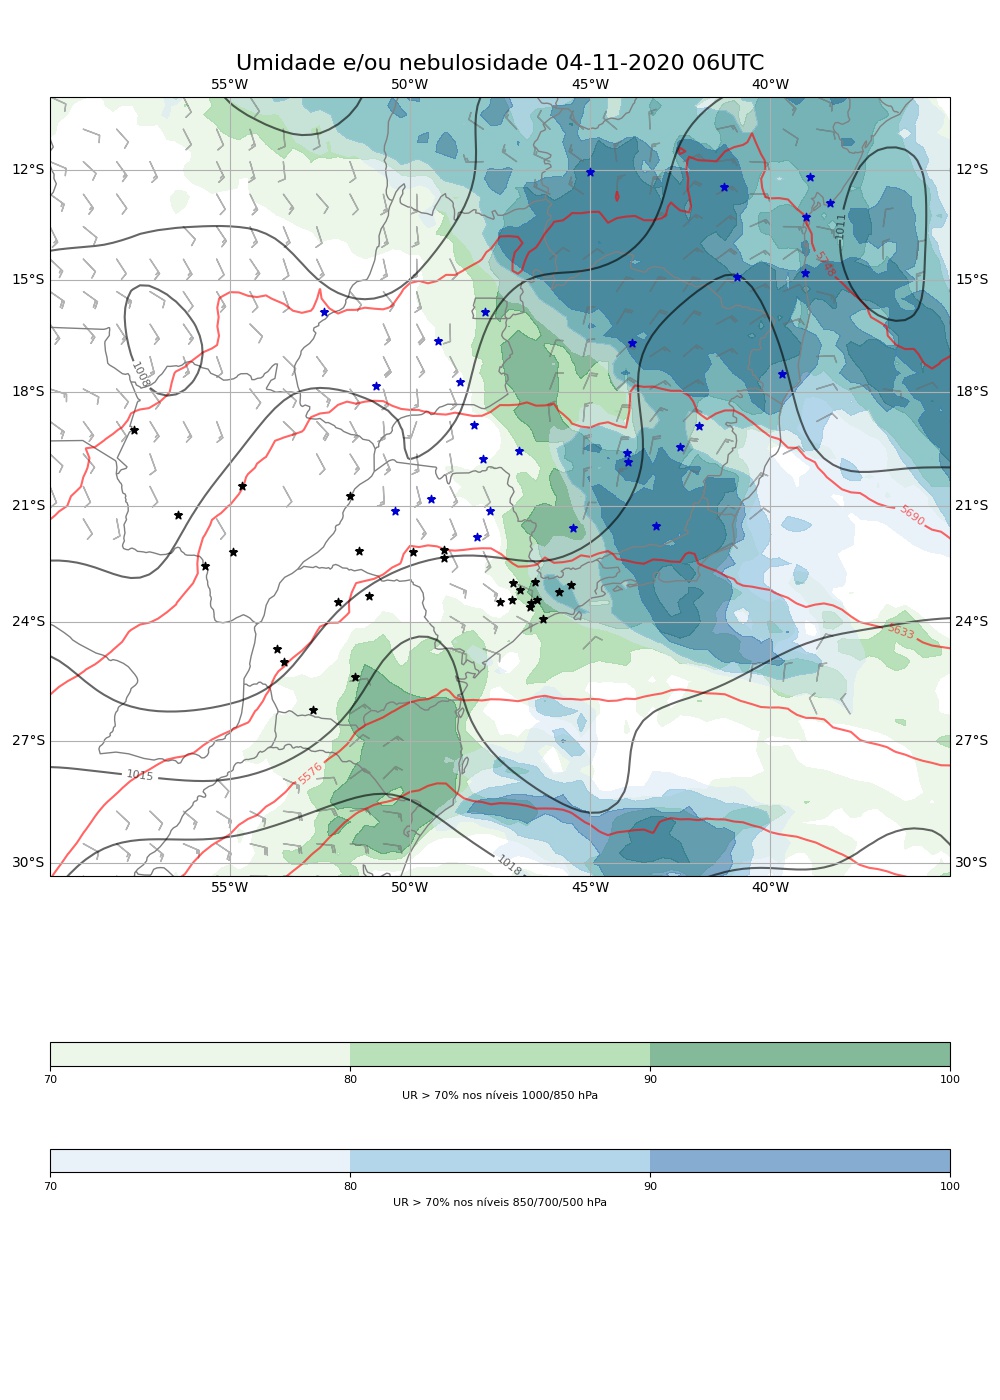 Umidade e/ou nebulosidade 04-11-2020 06UTC
55°W 50°W 45°W 40°W
12°S 12°S
1011
5748
15°S 15°S
1008
18°S 18°S
21°S 21°S
5690
24°S 24°S
5633
27°S 27°S
1015
5576
30°S 30°S
1018
55°W 50°W 45°W 40°W
70 80 90 100
UR > 70% nos níveis 1000/850 hPa
70 80 90 100
UR > 70% nos níveis 850/700/500 hPa